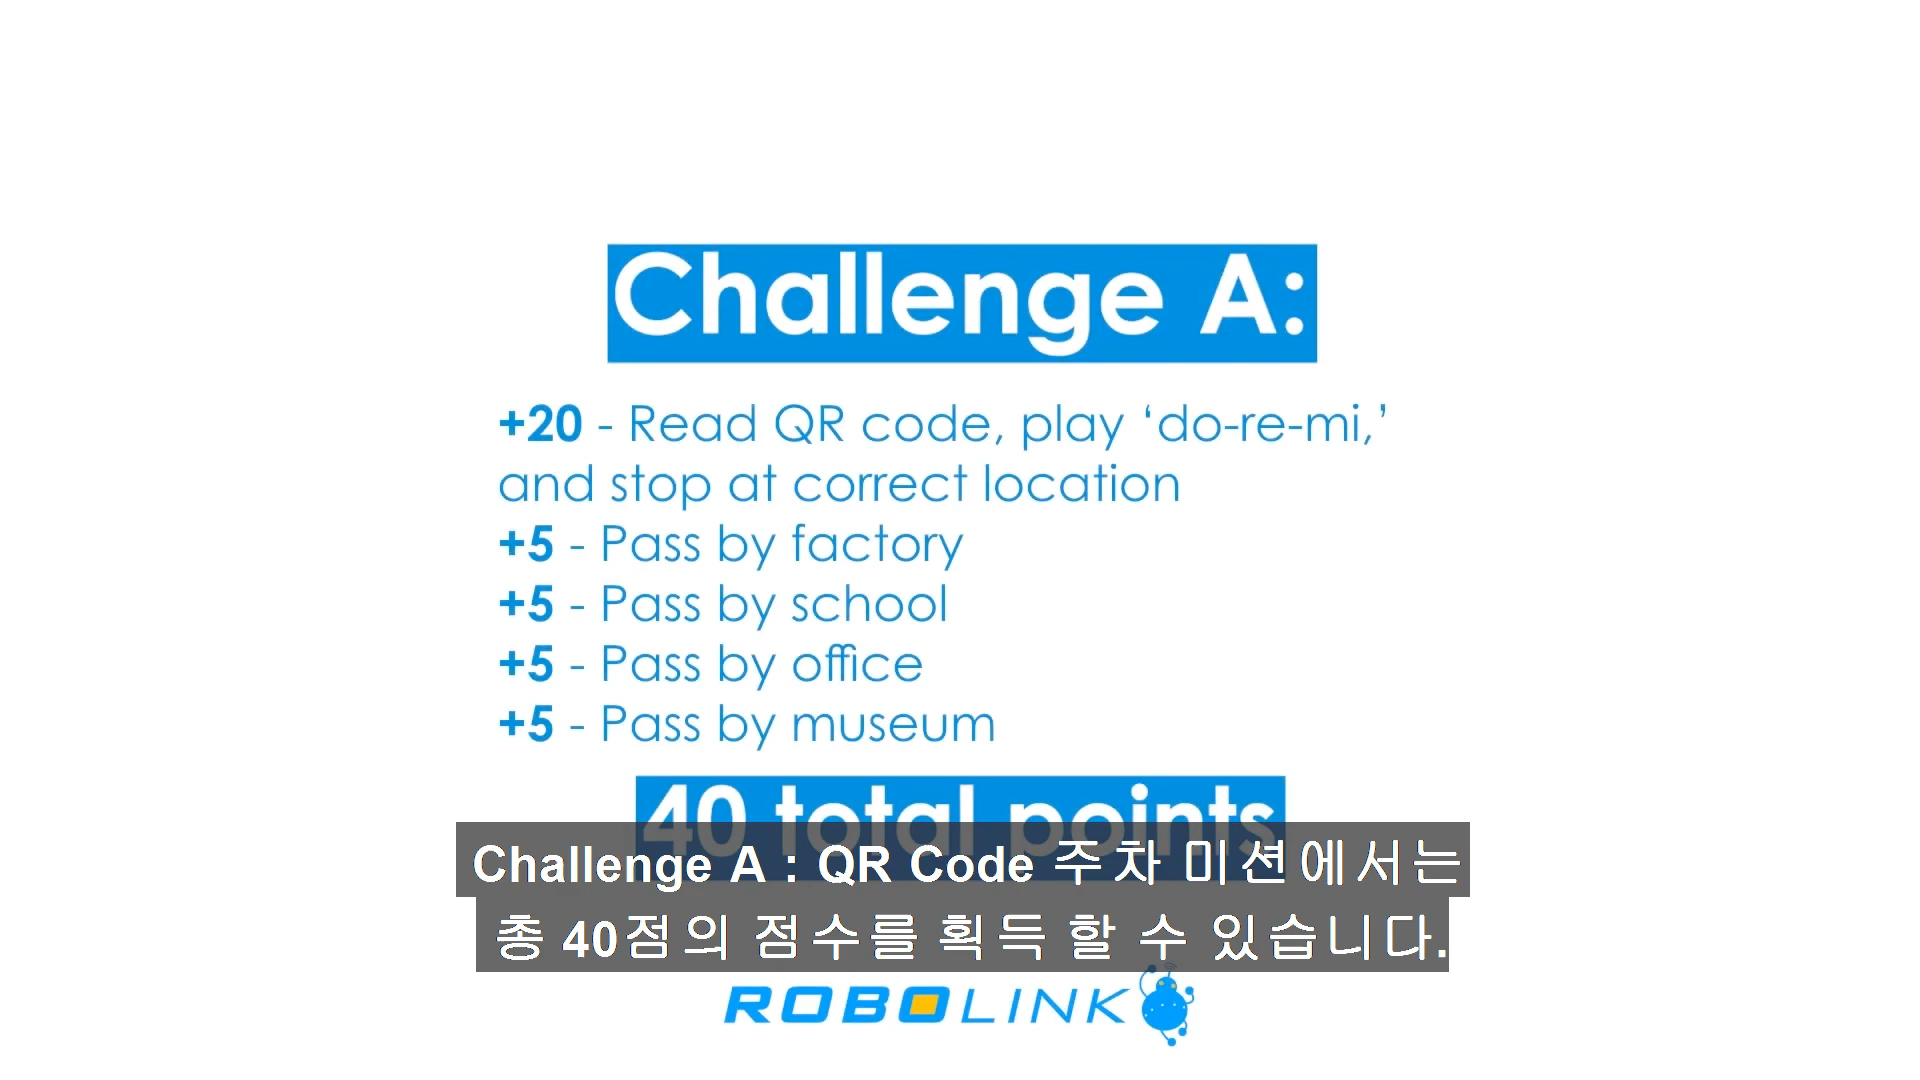 Challenge A:
+20 - Read QR code, play ‘do-re-mi,’
and stop at correct location
+5 - Pass by factory
+5 - Pass by school
+5 - Pass by office
+5 - Pass by museum
40 total points
Challenge A : QR Code 주차 미션에서는
총 40점의 점수를 획득 할 수 있습니다.
ROBOLINK